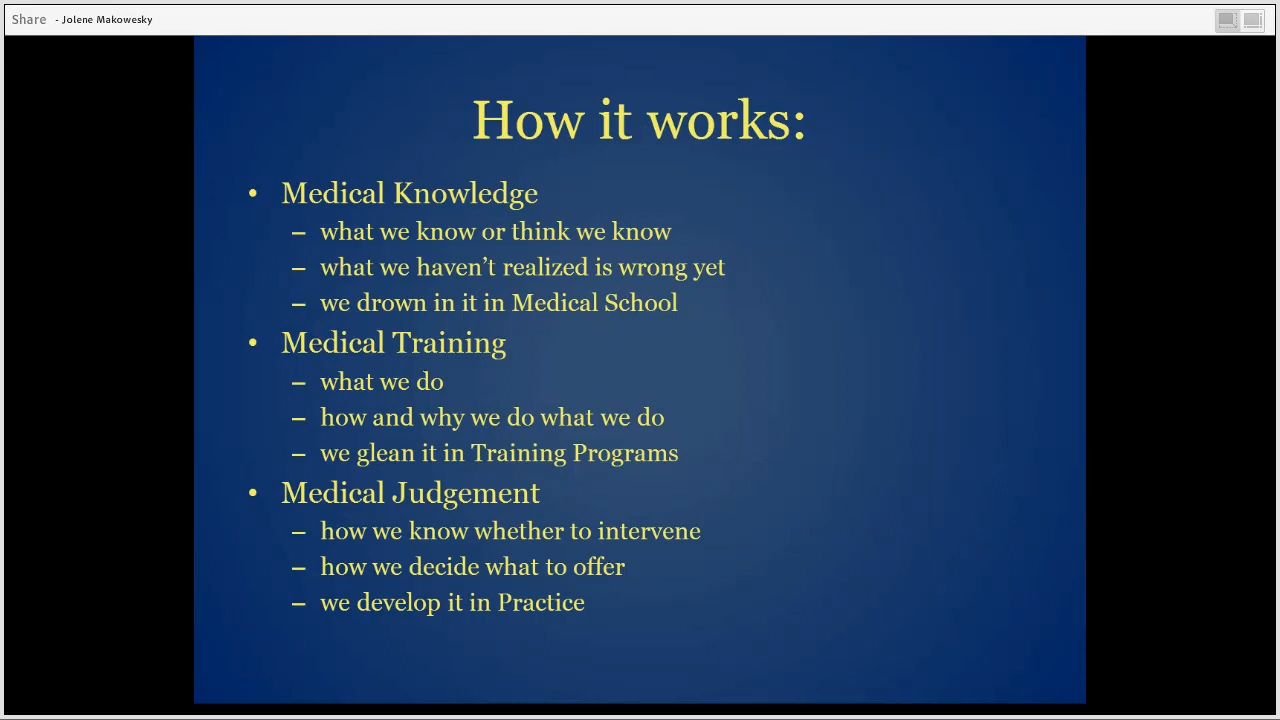 Share - Jolene Makowesky
How it works:
• Medical Knowledge
– what we know or think we know
– what we haven’t realized is wrong yet
– we drown in it in Medical School
• Medical Training
– what we do
– how and why we do what we do
– we glean it in Training Programs
• Medical Judgement
– how we know whether to intervene
– how we decide what to offer
– we develop it in Practice